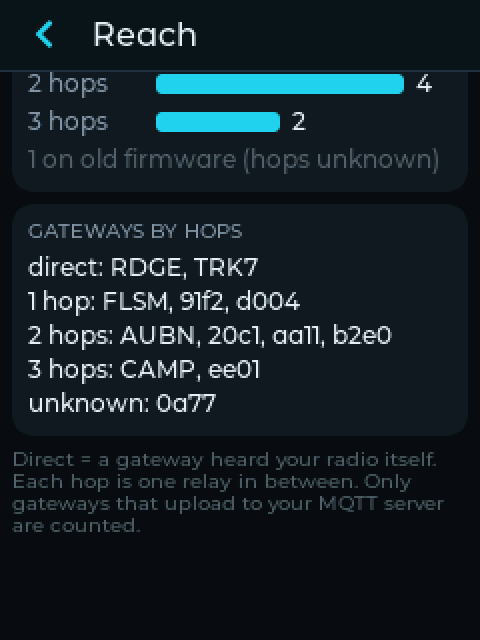 Reach
2 hops 4
3 hops 2
1 on old firmware (hops unknown)
GATEWAYS BY HOPS
direct: RDGE, TRK7
1 hop: FLSM, 91f2, d004
2 hops: AUBN, 20c1, aa11, b2e0
3 hops: CAMP, ee01
unknown: 0a77
Direct = a gateway heard your radio itself.
Each hop is one relay in between. Only
gateways that upload to your MQTT server
are counted.